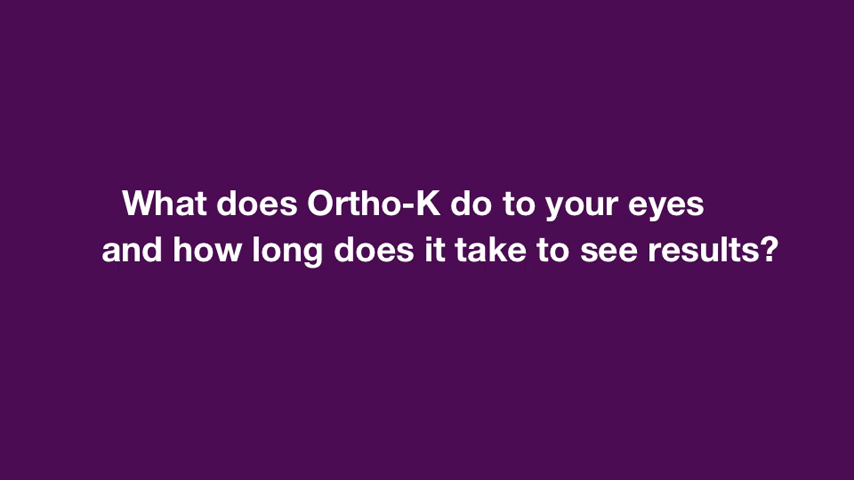 What does Ortho-K do to your eyes
and how long does it take to see results?